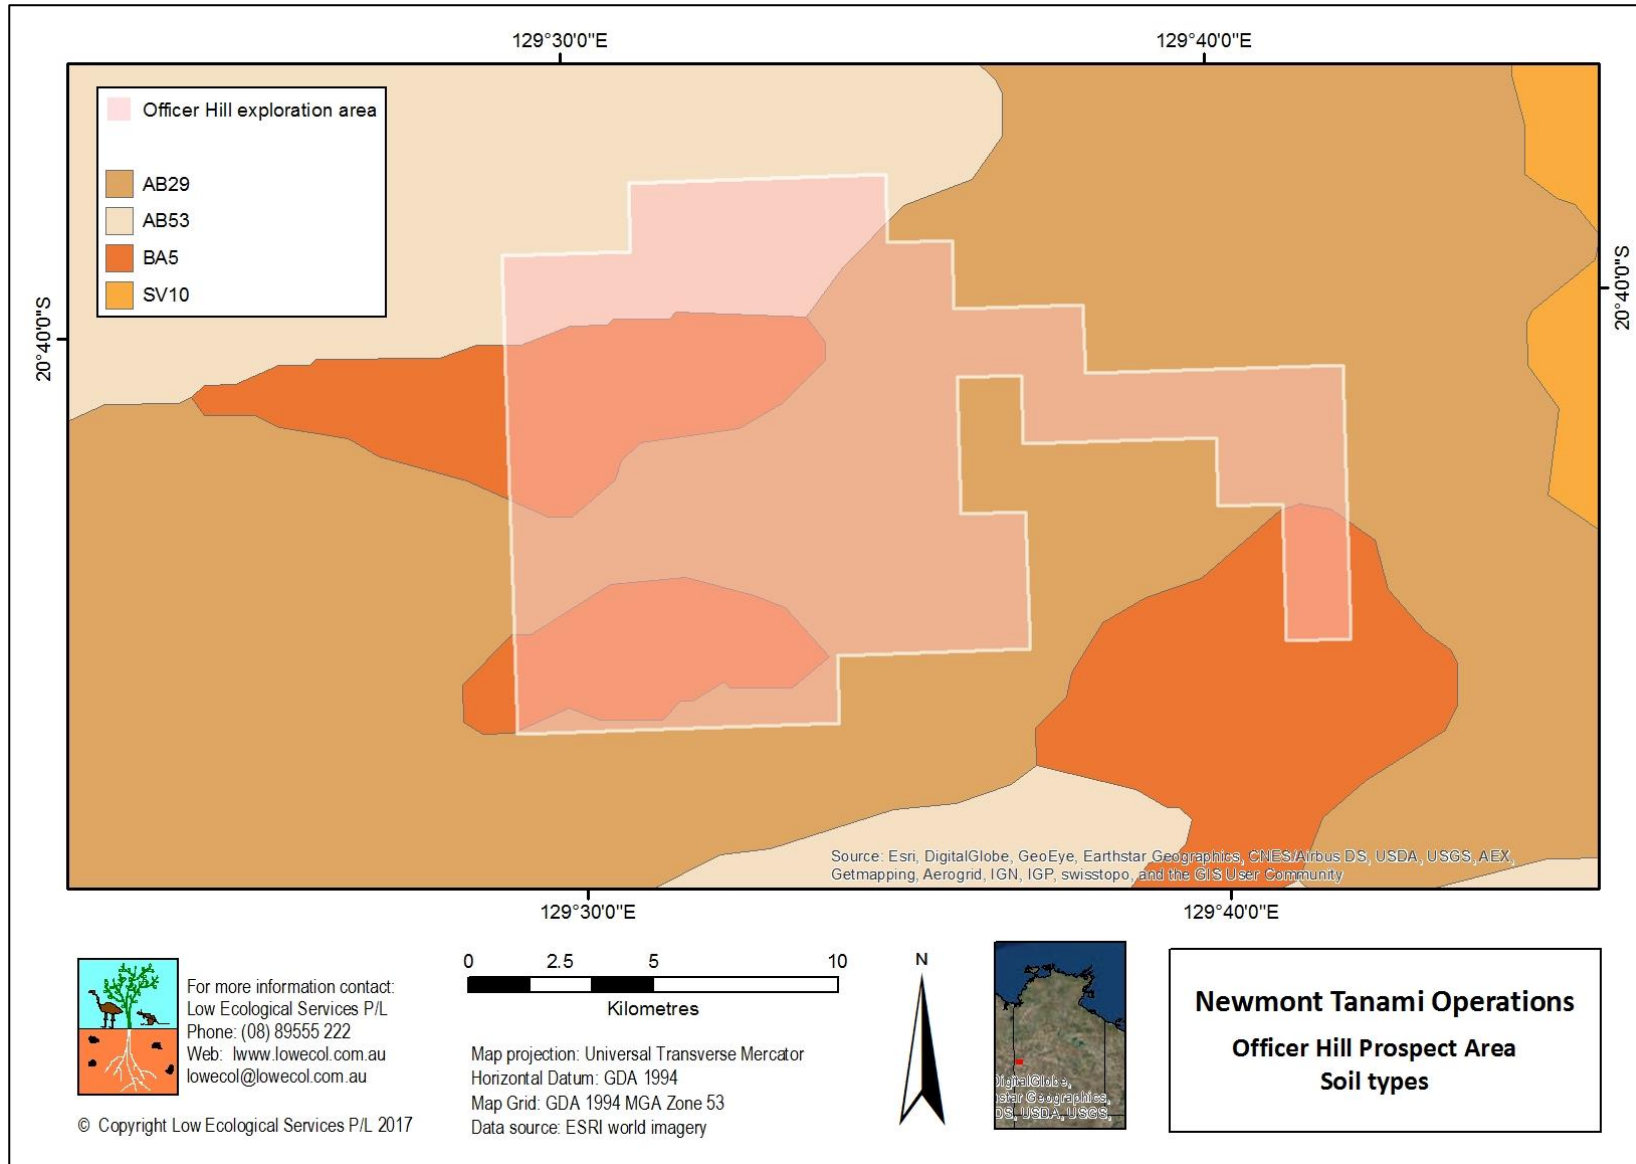 129°30'0"E
129°40'0"E
Officer Hill exploration area
AB29
AB53
BA5
SV10
20°40'0"S
20°40'0"S
Source: Esri, DigitalGlobe, GeoEye, Earthstar Geographics, CNES/Airbus DS, USDA, USGS, AEX,
Getmapping, Aerogrid, IGN, IGP, swisstopo, and the GIS User Community
129°30'0"E
129°40'0"E
For more information contact:
Low Ecological Services P/L
Phone: (08) 89555 222
Web: lwww.lowecol.com.au
lowecol@lowecol.com.au
© Copyright Low Ecological Services P/L 2017
0 2.5 5 10
Kilometres
Map projection: Universal Transverse Mercator
Horizontal Datum: GDA 1994
Map Grid: GDA 1994 MGA Zone 53
Data source: ESRI world imagery
N
DigitalGlobe,
Geographics,
DS, USDA, USGS,
Newmont Tanami Operations
Officer Hill Prospect Area
Soil types